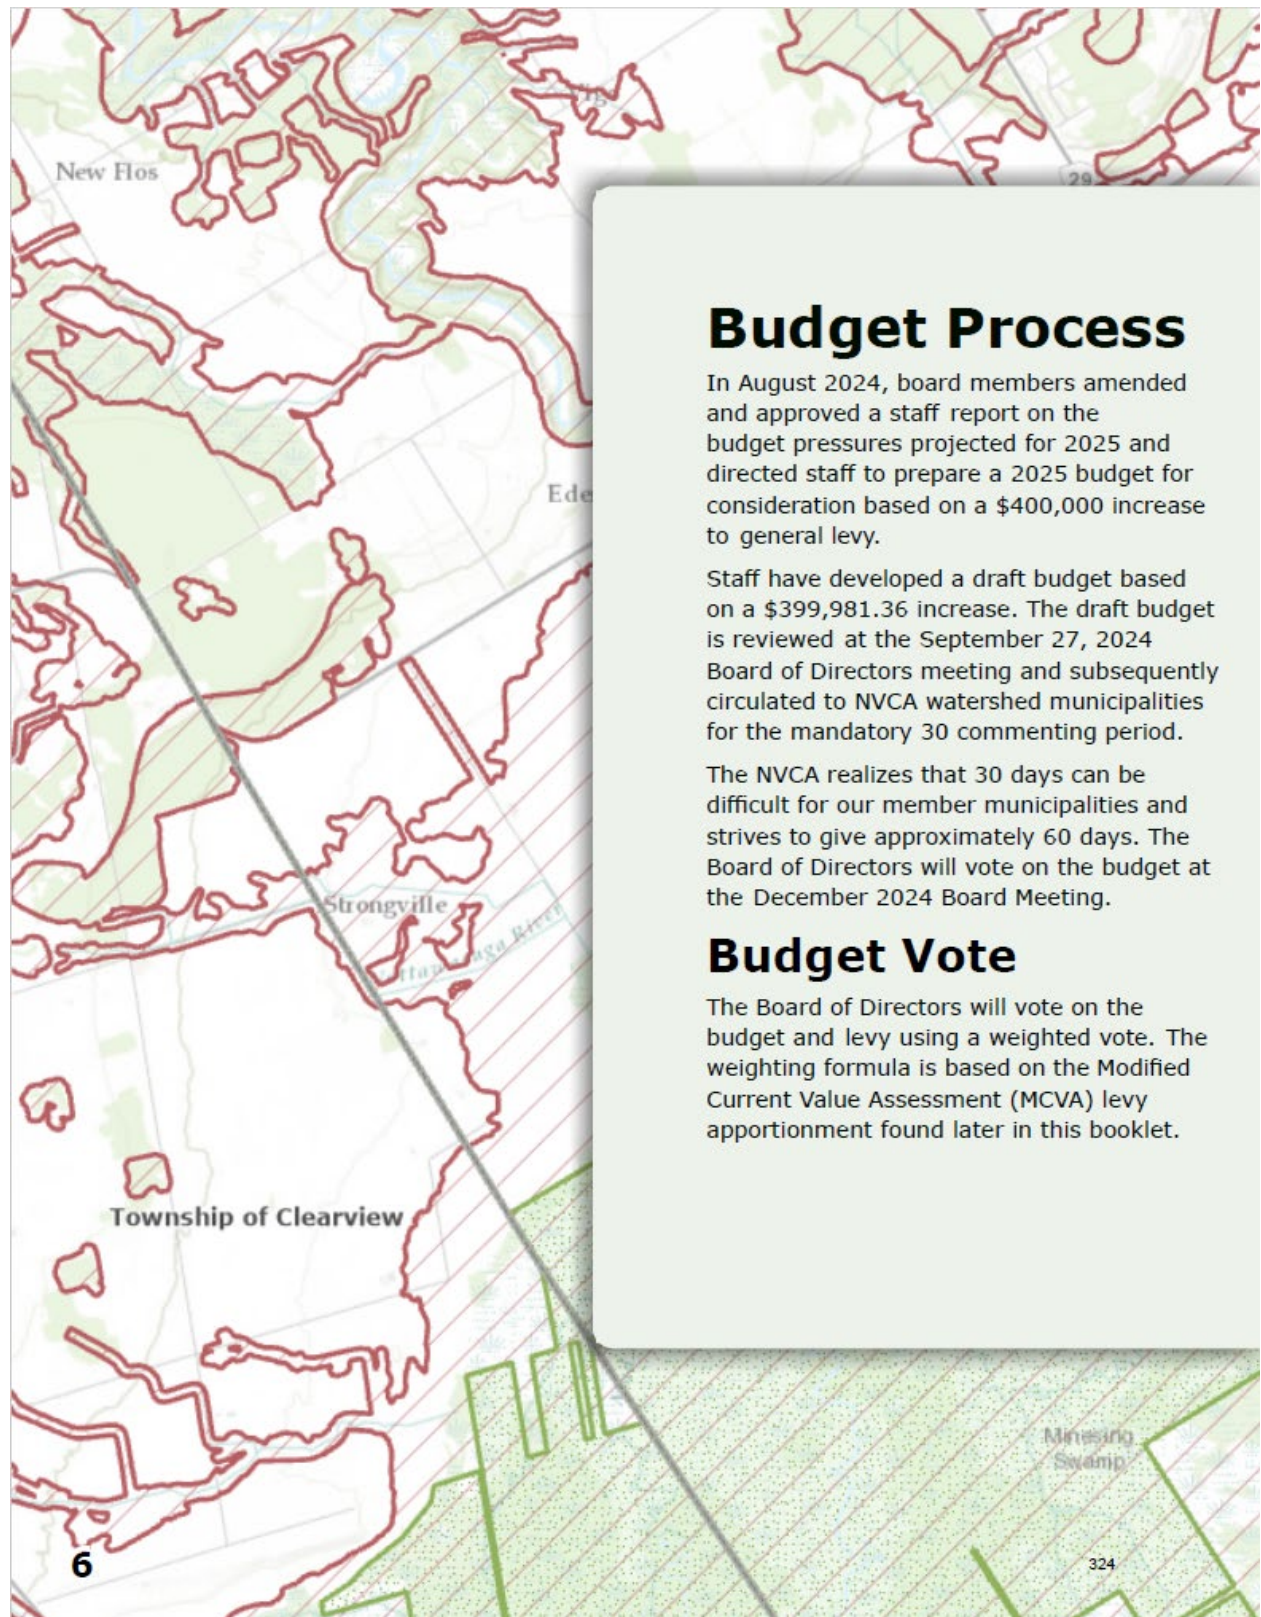 New Flos
29
Budget Process
In August 2024, board members amended
and approved a staff report on the
budget pressures projected for 2025 and
directed staff to prepare a 2025 budget for
consideration based on a $400,000 increase
to general levy.
Ede
Staff have developed a draft budget based
on a $399,981.36 increase. The draft budget
is reviewed at the September 27, 2024
Board of Directors meeting and subsequently
circulated to NVCA watershed municipalities
for the mandatory 30 commenting period.
The NVCA realizes that 30 days can be
difficult for our member municipalities and
strives to give approximately 60 days. The
Board of Directors will vote on the budget at
the December 2024 Board Meeting.
Strongville
River
Budget Vote
The Board of Directors will vote on the
budget and levy using a weighted vote. The
weighting formula is based on the Modified
Current Value Assessment (MCVA) levy
apportionment found later in this booklet.
Township of Clearview
Minesing
Swamp
6
324